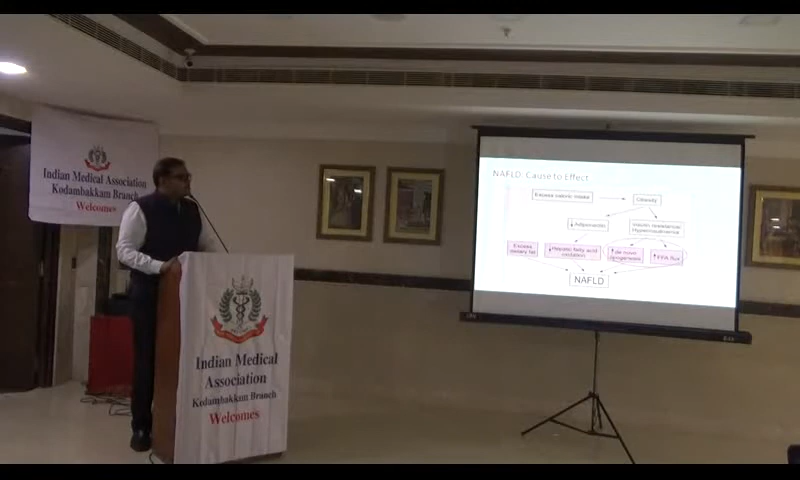 Indian Medical Association
Kodambakkam Branch
Welcomes
Indian Medical
Association
Kodambakkam Branch
Welcomes
NAFLD: Cause to Effect
Excess caloric intake
Obesity
↓ Adiponectin
Insulin resistance/
Hyperinsulinemia
Excess
dietary fat
↓ Hepatic fatty acid
oxidation
↑ de novo
lipogenesis
↑ FFA flux
NAFLD